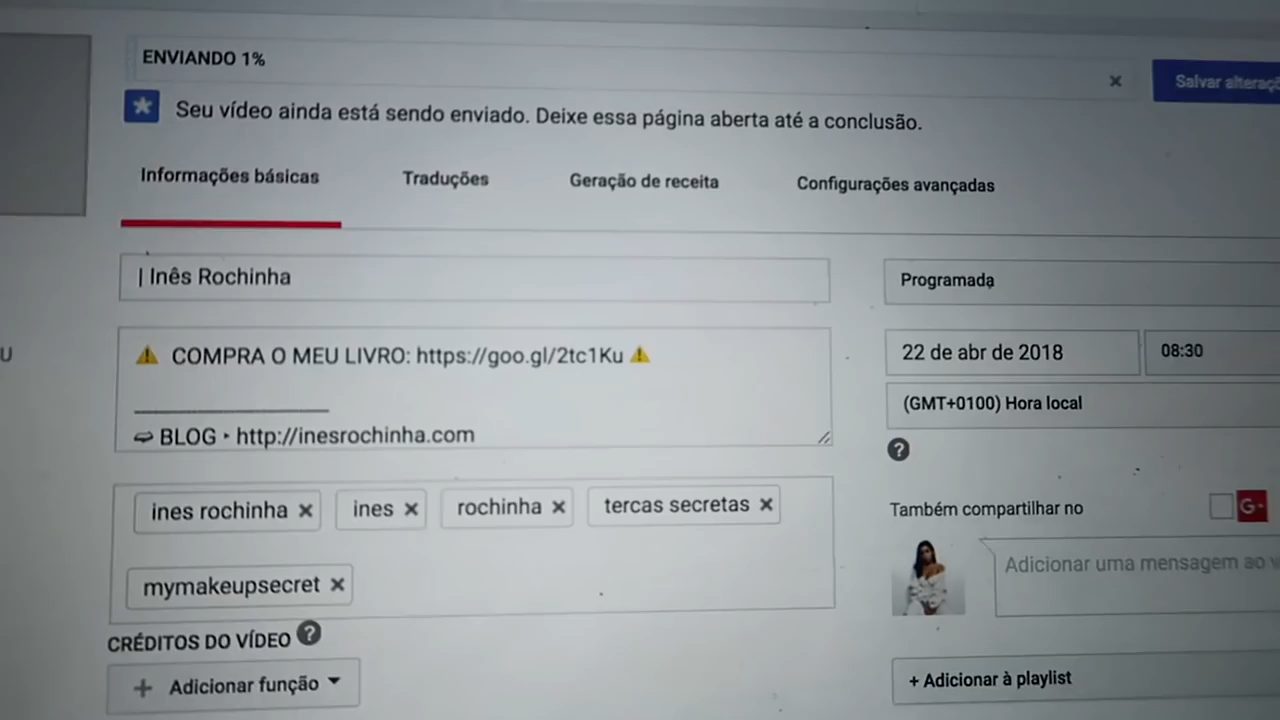 ENVIANDO 1%
Salvar
Seu vídeo ainda está sendo enviado. Deixe essa página aberta até a conclusão.
Informações básicas
Traduções
Geração de receita
Configurações avançadas
| Inês Rochinha
Programada
U
COMPRA O MEU LIVRO: https://goo.gl/2tc1Ku
22 de abr de 2018
08:30
(GMT+0100) Hora local
BLOG ‣ http://inesrochinha.com
ines rochinha ×
ines ×
rochinha ×
tercas secretas ×
Também compartilhar no
G+
mymakeupsecret ×
Adicionar uma mensagem ao
CRÉDITOS DO VÍDEO ?
+ Adicionar função
+ Adicionar à playlist